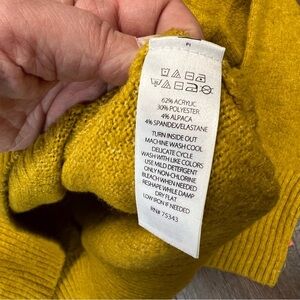 62% ACRYLIC
30% POLYESTER
4% ALPACA
4% SPANDEX/ELASTANE
TURN INSIDE OUT
MACHINE WASH COOL
DELICATE CYCLE
WASH WITH LIKE COLORS
USE MILD DETERGENT
ONLY NON-CHLORINE
BLEACH WHEN NEEDED
RESHAPE WHILE DAMP
DRY FLAT
LOW IRON IF NEEDED
RN# 75343